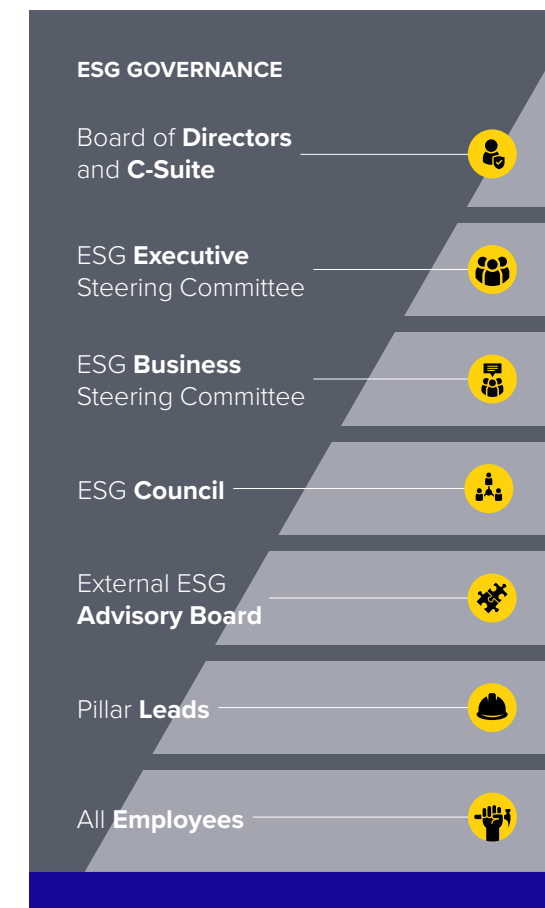 ESG GOVERNANCE
Board of Directors
and C-Suite
ESG Executive
Steering Committee
ESG Business
Steering Committee
ESG Council
External ESG
Advisory Board
Pillar Leads
All Employees